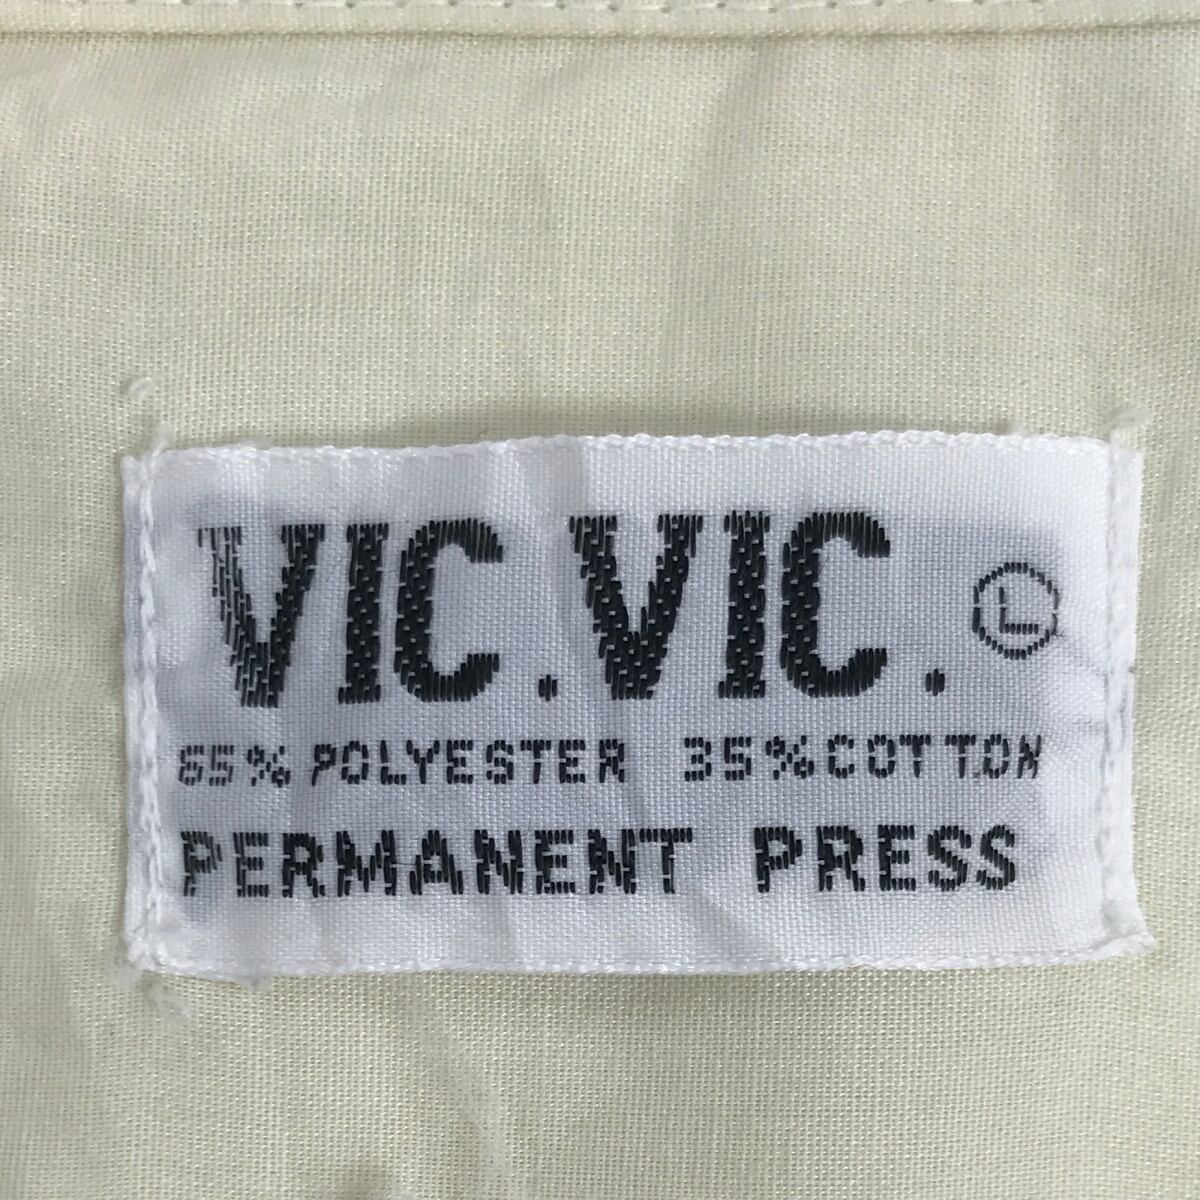 VIC.VIC. L
65% POLYESTER 35% COTTON
PERMANENT PRESS